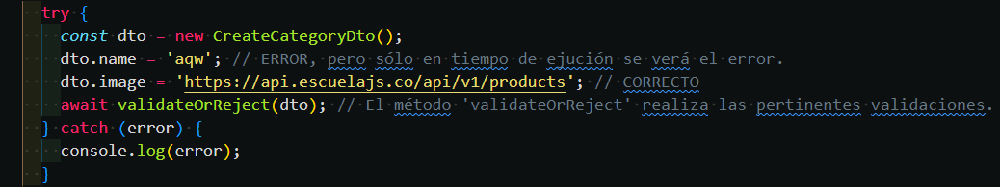 try {
const dto = new CreateCategoryDto();
dto.name = 'aqw'; // ERROR, pero sólo en tiempo de ejución se verá el error.
dto.image = 'https://api.escuelajs.co/api/v1/products'; // CORRECTO
await validateOrReject(dto); // El método 'validateOrReject' realiza las pertinentes validaciones.
} catch (error) {
console.log(error);
}